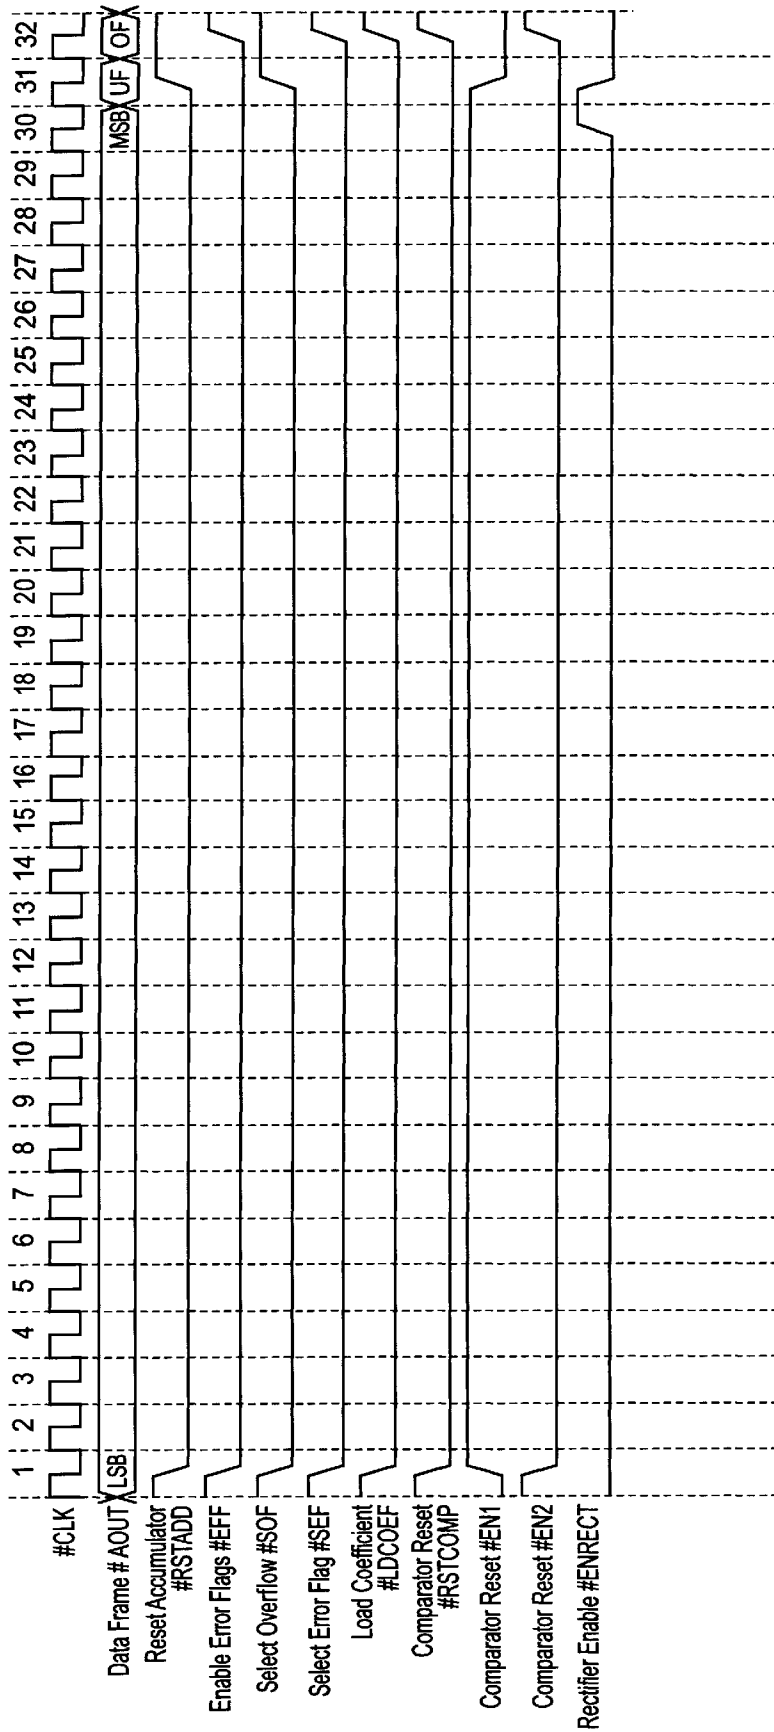 1 2 3 4 5 6 7 8 9 10 11 12 13 14 15 16 17 18 19 20 21 22 23 24 25 26 27 28 29 30 31 32
#CLK
Data Frame # AOUT LSB MSB UF OF
Reset Accumulator
#RSTADD
Enable Error Flags #EFF
Select Overflow #SOF
Select Error Flag #SEF
Load Coefficient
#LDCOEF
Comparator Reset
#RSTCOMP
Comparator Reset #EN1
Comparator Reset #EN2
Rectifier Enable #ENRECT